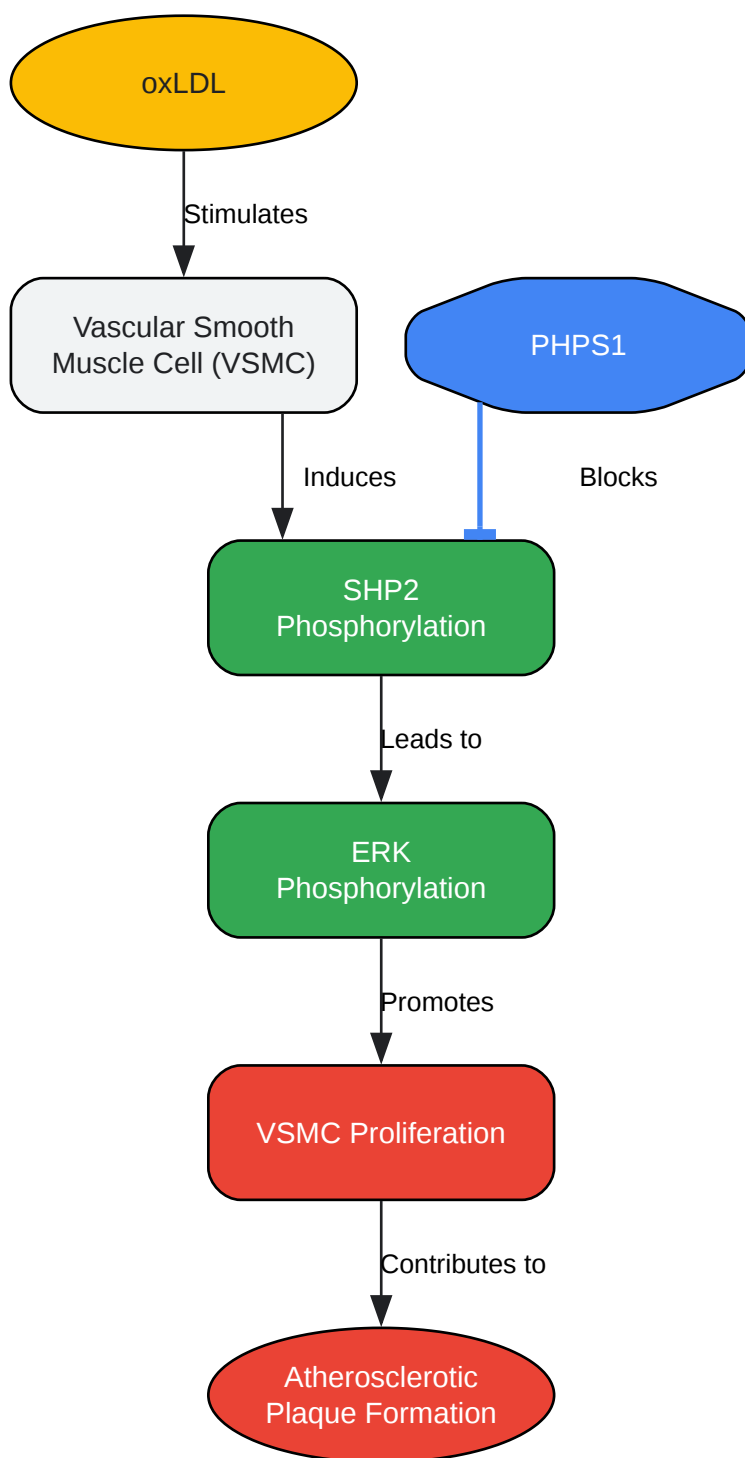 oxLDL
Stimulates
Vascular Smooth
Muscle Cell (VSMC)
PHPS1
Induces
Blocks
SHP2
Phosphorylation
Leads to
ERK
Phosphorylation
Promotes
VSMC Proliferation
Contributes to
Atherosclerotic
Plaque Formation